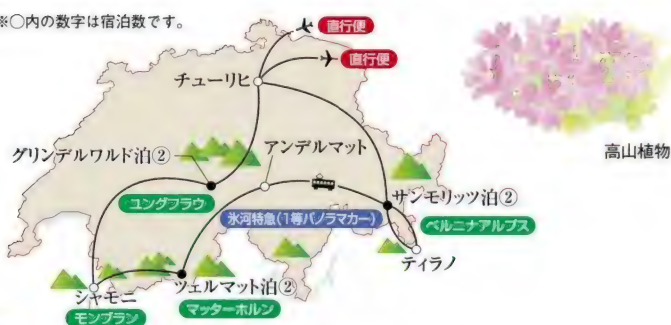 ※○内の数字は宿泊数です。
直行便
直行便
チューリヒ
高山植物
グリンデルワルド泊②
アンデルマット
サンモリッツ泊②
ユングフラウ
氷河特急(1等パノラマカー)
ベルニナアルプス
ティラノ
シャモニ
ツェルマット泊②
モンブラン
マッターホルン